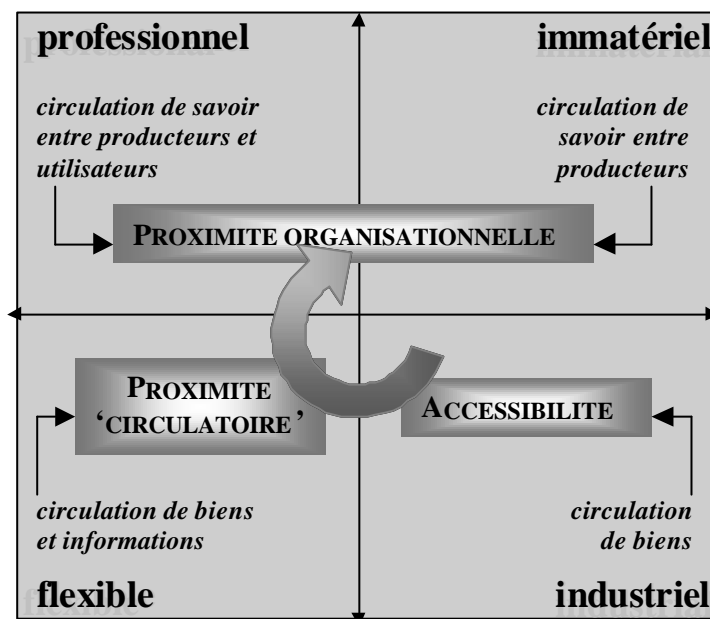 professionnel
immatériel
circulation de savoir
entre producteurs et
utilisateurs
circulation de
savoir entre
producteurs
PROXIMITE ORGANISATIONNELLE
PROXIMITE
‘CIRCULATOIRE’
ACCESSIBILITE
circulation de biens
et informations
circulation
de biens
flexible
industriel